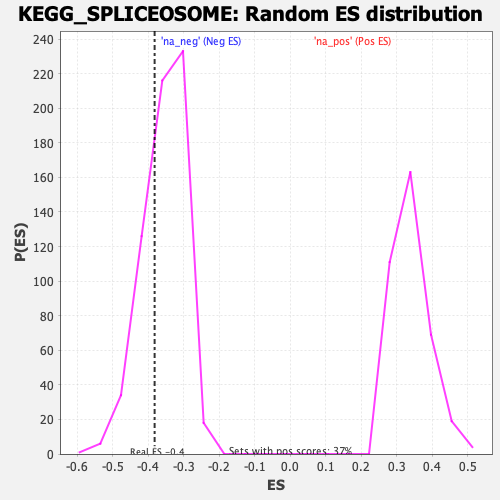 KEGG_SPLICEOSOME: Random ES distribution
'na_neg' (Neg ES)
'na_pos' (Pos ES)
240
220
200
180
160
140
120
100
80
60
40
20
0
P(ES)
Real ES -0.4
Sets with pos scores: 37%
-0.6 -0.5 -0.4 -0.3 -0.2 -0.1 0.0 0.1 0.2 0.3 0.4 0.5
ES